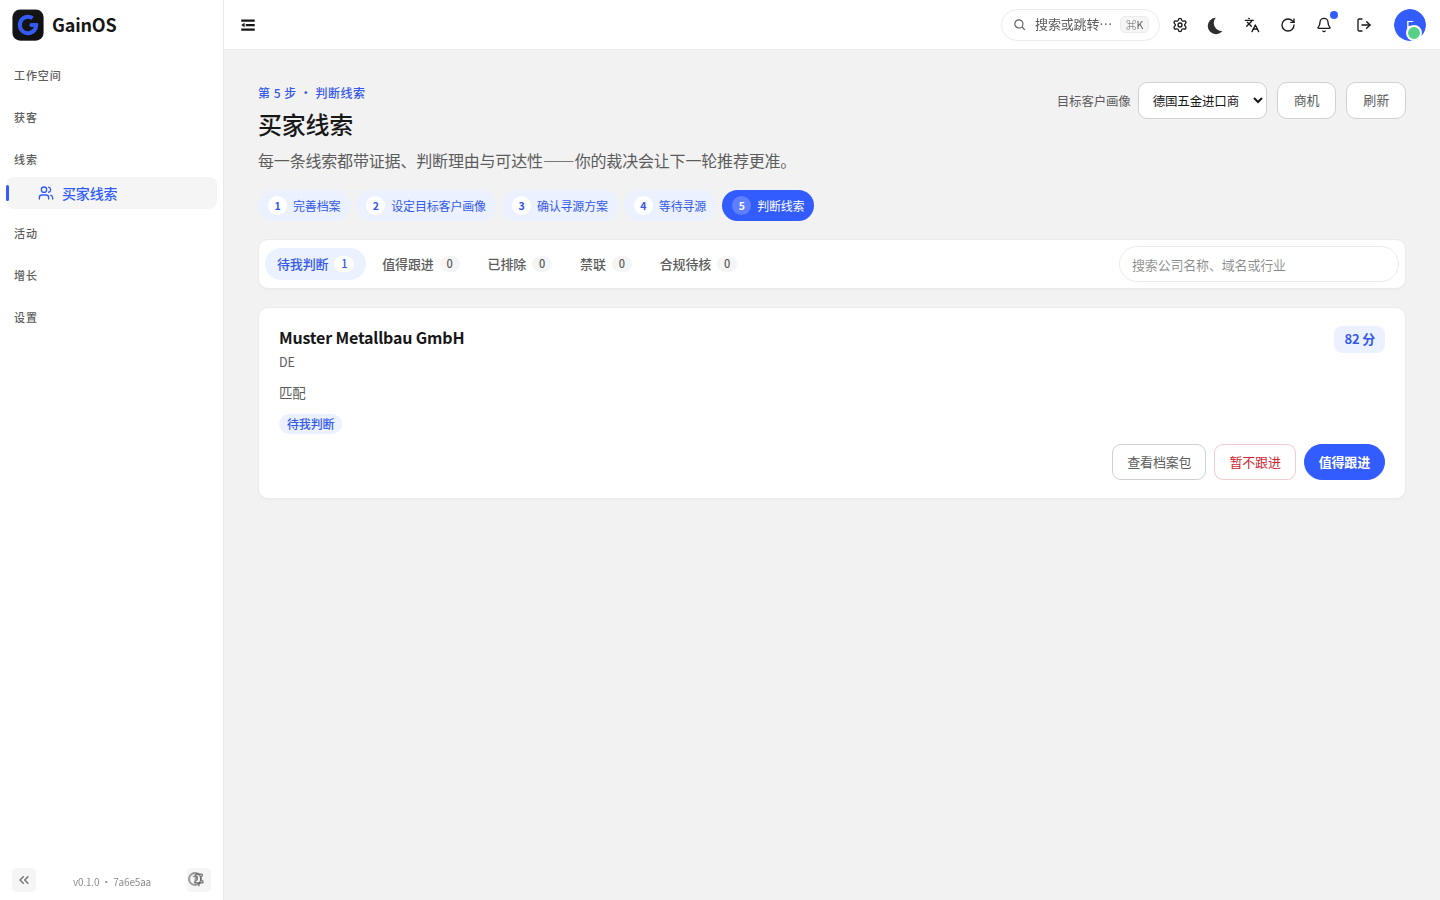 GainOS
搜索或跳转… ⌘K
工作空间
获客
线索
买家线索
活动
增长
设置
第 5 步 · 判断线索
目标客户画像 德国五金进口商 商机 刷新
买家线索
每一条线索都带证据、判断理由与可达性——你的裁决会让下一轮推荐更准。
1 完善档案 2 设定目标客户画像 3 确认寻源方案 4 等待寻源 5 判断线索
待我判断 1 值得跟进 0 已排除 0 禁联 0 合规待核 0 搜索公司名称、域名或行业
Muster Metallbau GmbH 82 分
DE
匹配
待我判断
查看档案包 暂不跟进 值得跟进
v0.1.0 · 7a6e5aa